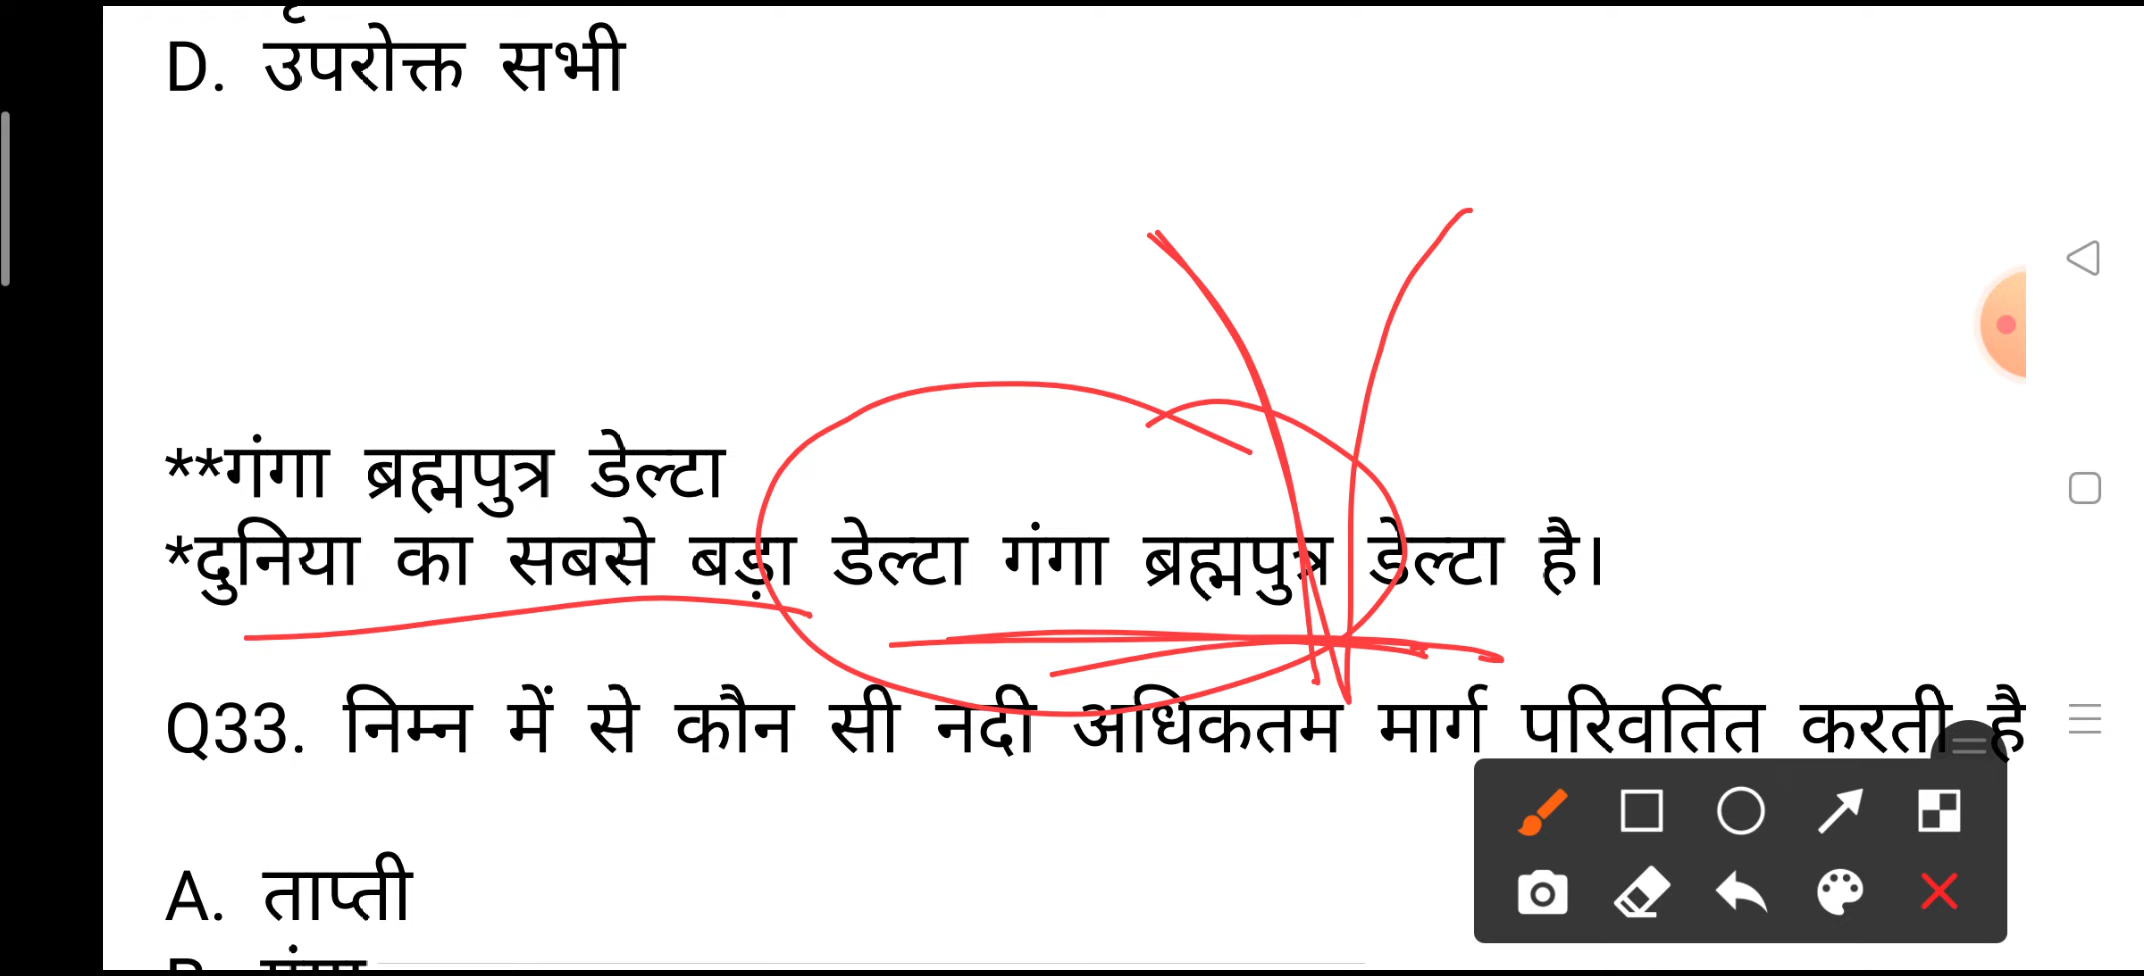 D. उपरोक्त सभी
**गंगा ब्रह्मपुत्र डेल्टा
*दुनिया का सबसे बड़ा डेल्टा गंगा ब्रह्मपुत्र डेल्टा है।
Q33. निम्न में से कौन सी नदी अधिकतम मार्ग परिवर्तित करती है
A. ताप्ती